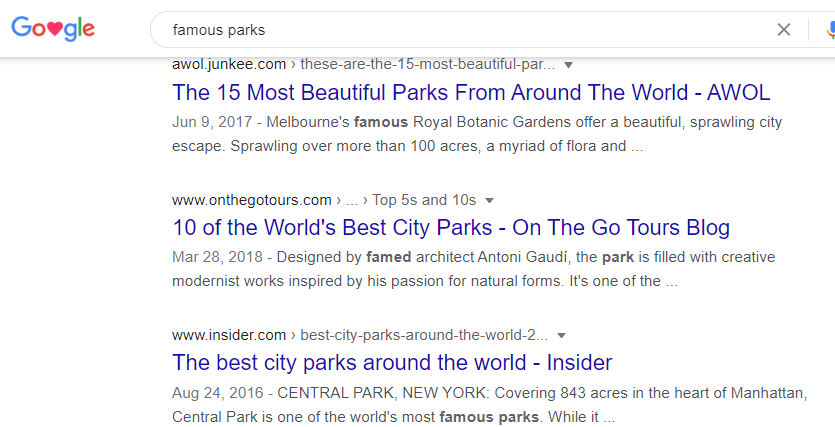 Go❤gle
famous parks
awol.junkee.com › these-are-the-15-most-beautiful-par... ▼
The 15 Most Beautiful Parks From Around The World - AWOL
Jun 9, 2017 - Melbourne's famous Royal Botanic Gardens offer a beautiful, sprawling city
escape. Sprawling over more than 100 acres, a myriad of flora and ...
www.onthegotours.com › ... › Top 5s and 10s ▼
10 of the World's Best City Parks - On The Go Tours Blog
Mar 28, 2018 - Designed by famed architect Antoni Gaudí, the park is filled with creative
modernist works inspired by his passion for natural forms. It's one of the ...
www.insider.com › best-city-parks-around-the-world-2... ▼
The best city parks around the world - Insider
Aug 24, 2016 - CENTRAL PARK, NEW YORK: Covering 843 acres in the heart of Manhattan,
Central Park is one of the world's most famous parks. While it ...